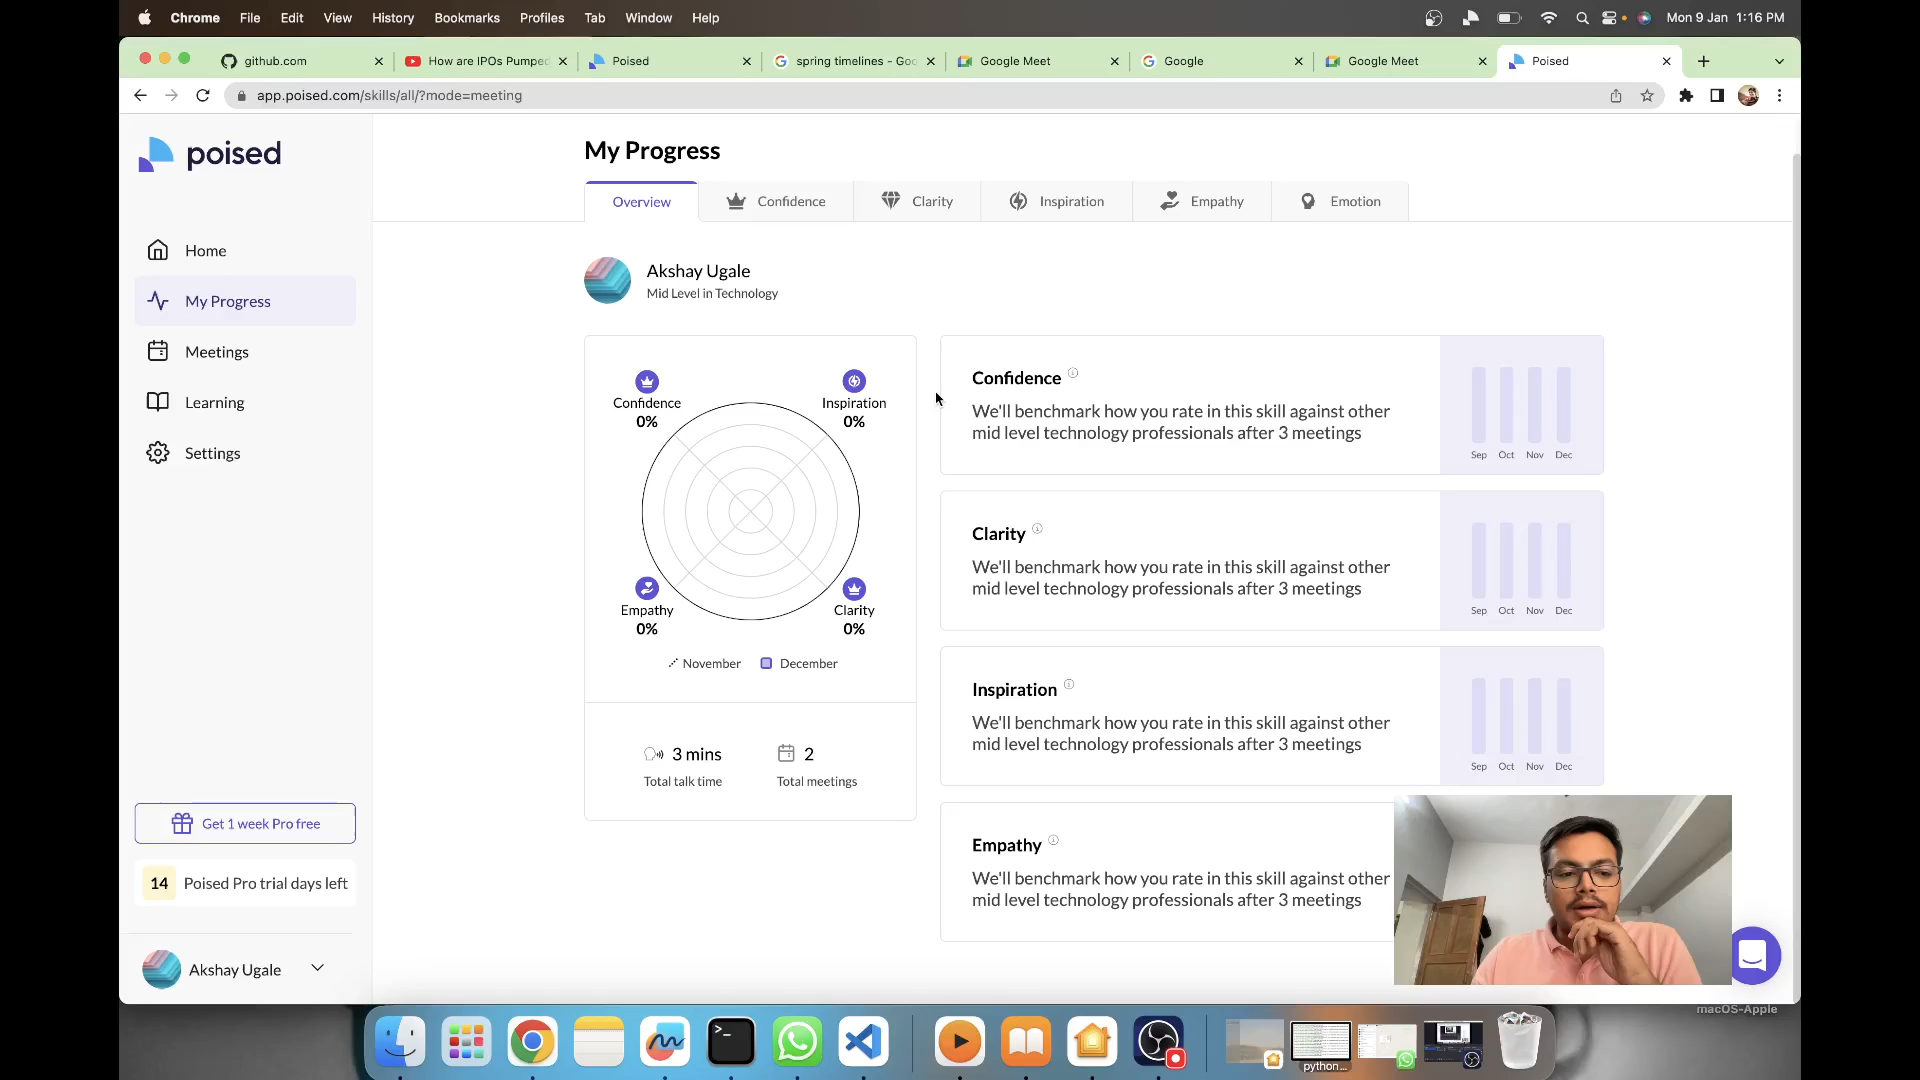 Chrome File Edit View History Bookmarks Profiles Tab Window Help
Mon 9 Jan 1:16 PM
github.com
How are IPOs Pumped
Poised
spring timelines - Goo
Google Meet
Google
Google Meet
Poised
app.poised.com/skills/all/?mode=meeting
poised
Home
My Progress
Meetings
Learning
Settings
Get 1 week Pro free
14 Poised Pro trial days left
Akshay Ugale
My Progress
Overview Confidence Clarity Inspiration Empathy Emotion
Akshay Ugale
Mid Level in Technology
Confidence
0%
Inspiration
0%
Empathy
0%
Clarity
0%
November December
3 mins
Total talk time
2
Total meetings
Confidence
We'll benchmark how you rate in this skill against other
mid level technology professionals after 3 meetings
Sep Oct Nov Dec
Clarity
We'll benchmark how you rate in this skill against other
mid level technology professionals after 3 meetings
Sep Oct Nov Dec
Inspiration
We'll benchmark how you rate in this skill against other
mid level technology professionals after 3 meetings
Sep Oct Nov Dec
Empathy
We'll benchmark how you rate in this skill against other
mid level technology professionals after 3 meetings
macOS-Apple
python...